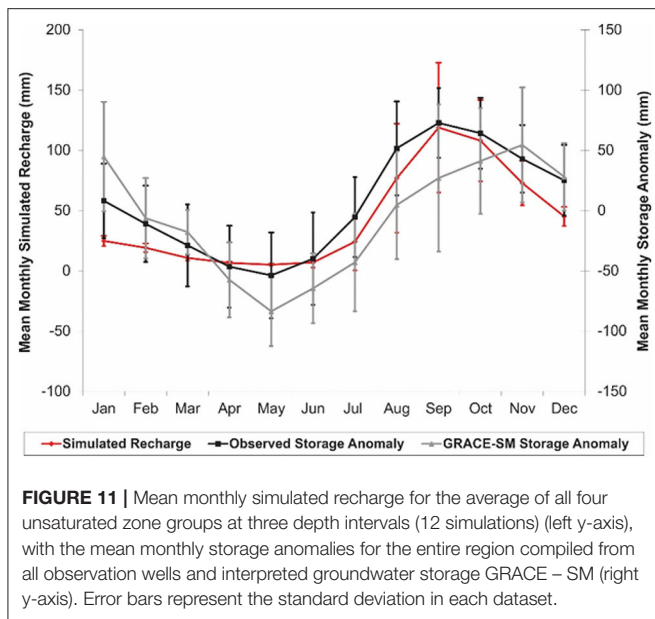 200
150
100
50
0
-50
-100
Mean Monthly Simulated Recharge (mm)
150
100
50
0
-50
-100
-150
Mean Monthly Storage Anomaly (mm)
Jan Feb Mar Apr May Jun Jul Aug Sep Oct Nov Dec
Simulated Recharge Observed Storage Anomaly GRACE-SM Storage Anomaly
FIGURE 11 | Mean monthly simulated recharge for the average of all four
unsaturated zone groups at three depth intervals (12 simulations) (left y-axis),
with the mean monthly storage anomalies for the entire region compiled from
all observation wells and interpreted groundwater storage GRACE – SM (right
y-axis). Error bars represent the standard deviation in each dataset.